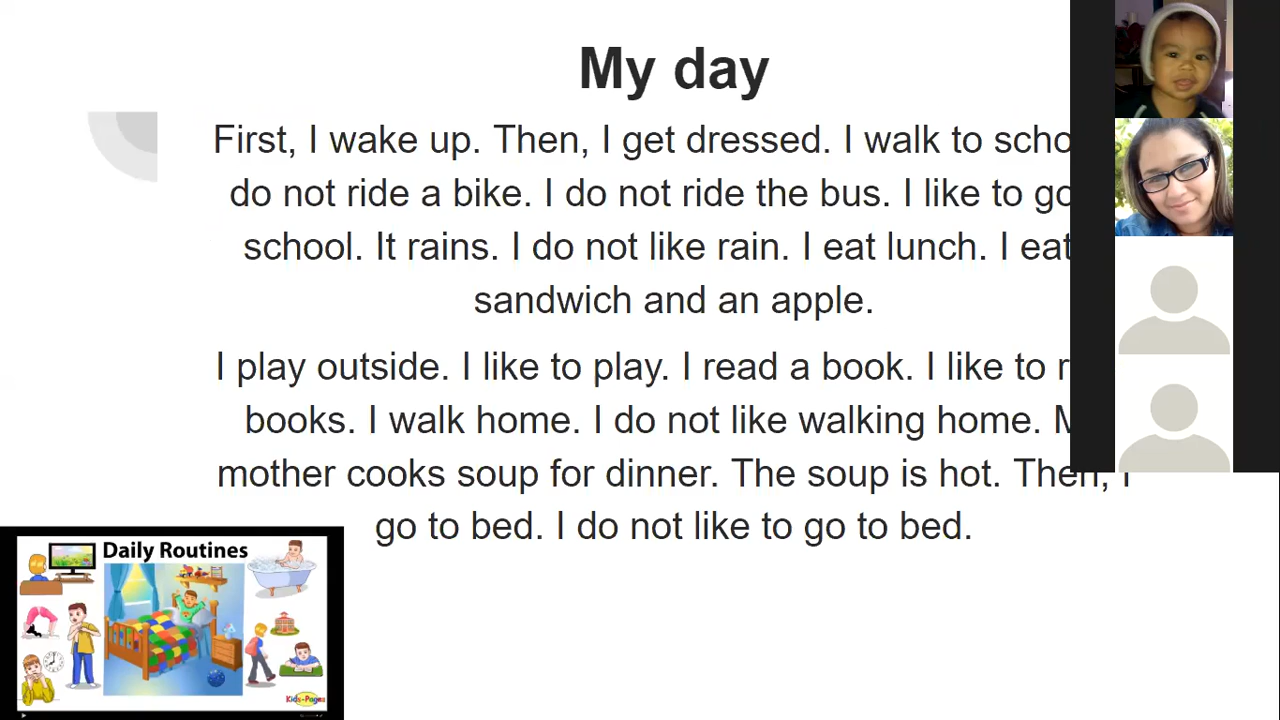 My day
First, I wake up. Then, I get dressed. I walk to
do not ride a bike. I do not ride the bus. I like to go
school. It rains. I do not like rain. I eat lunch. I eat
sandwich and an apple.
I play outside. I like to play. I read a book. I like to
books. I walk home. I do not like walking home.
mother cooks soup for dinner. The soup is hot. Then, I
go to bed. I do not like to go to bed.
Daily Routines
Kids-Pages